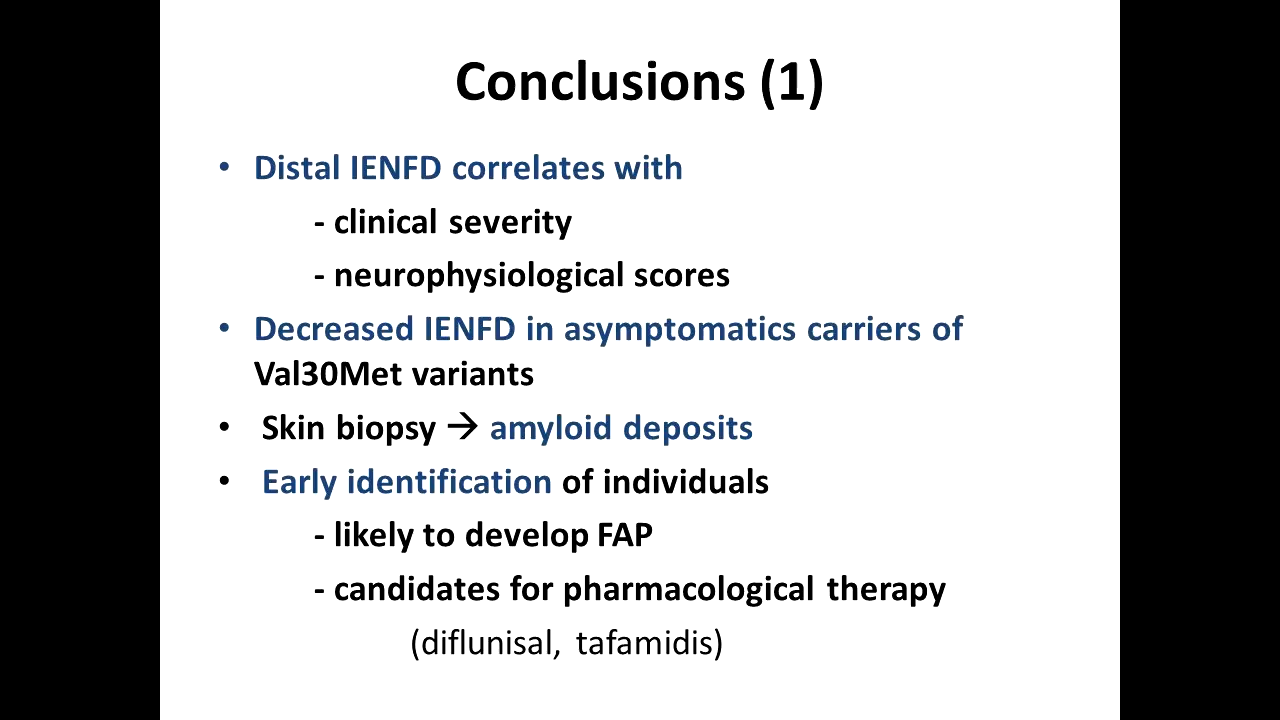 Conclusions (1)
• Distal IENFD correlates with
- clinical severity
- neurophysiological scores
• Decreased IENFD in asymptomatics carriers of
Val30Met variants
• Skin biopsy → amyloid deposits
• Early identification of individuals
- likely to develop FAP
- candidates for pharmacological therapy
(diflunisal, tafamidis)